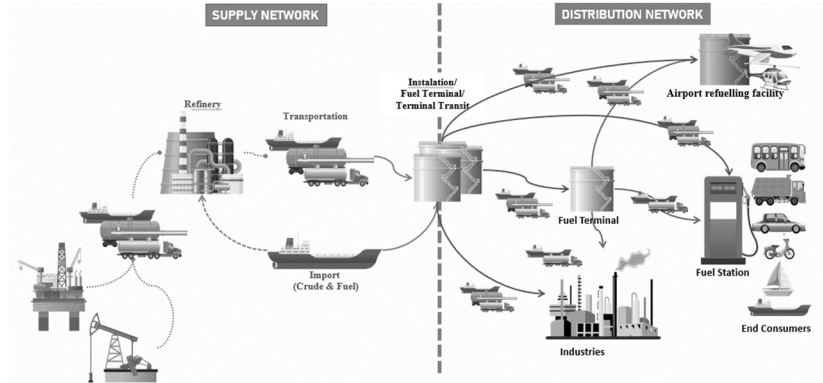 SUPPLY NETWORK
DISTRIBUTION NETWORK
Instalation/
Fuel Terminal/
Terminal Transit
Refinery
Transportation
Airport refuelling facility
Import
(Crude & Fuel)
Fuel Terminal
Fuel Station
Industries
End Consumers